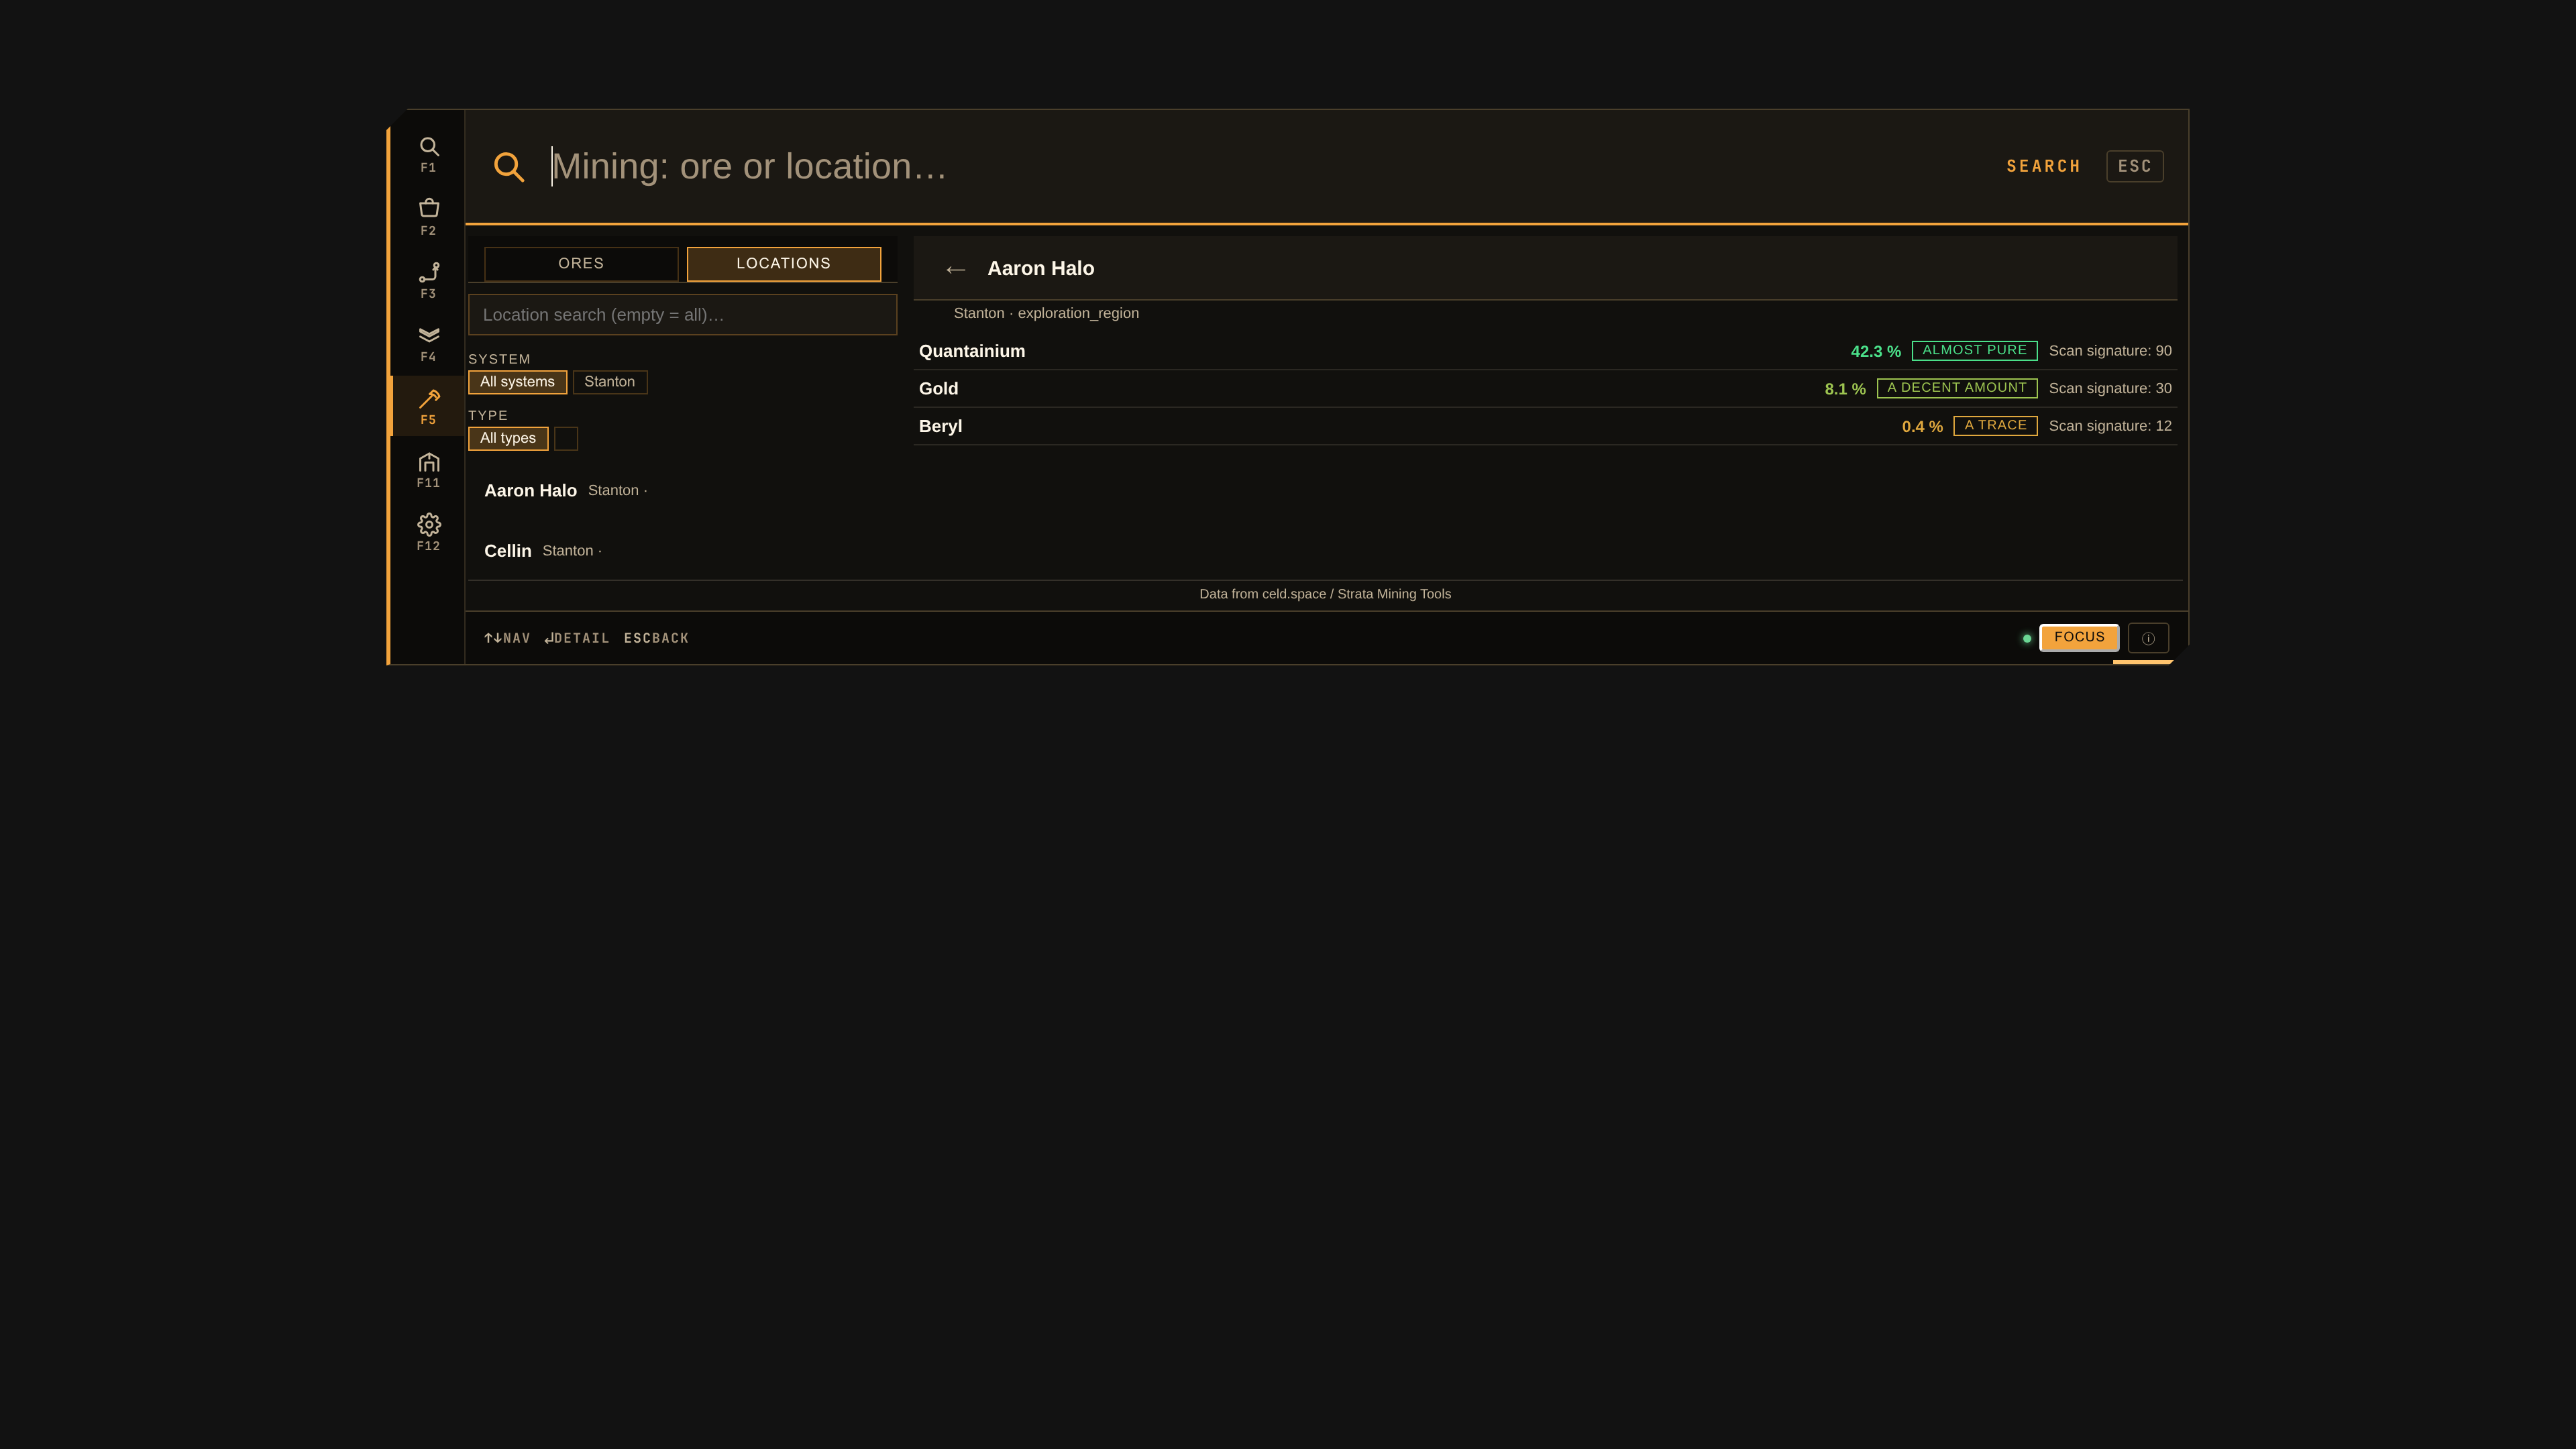 F1
F2
F3
F4
F5
F11
F12
Mining: ore or location…
SEARCH
ESC
ORES
LOCATIONS
Location search (empty = all)…
SYSTEM
All systems
Stanton
TYPE
All types
Aaron Halo Stanton ·
Cellin Stanton ·
← Aaron Halo
Stanton · exploration_region
Quantainium 42.3 % ALMOST PURE Scan signature: 90
Gold 8.1 % A DECENT AMOUNT Scan signature: 30
Beryl 0.4 % A TRACE Scan signature: 12
Data from celd.space / Strata Mining Tools
↑↓NAV ↲DETAIL ESCBACK
FOCUS ⓘ